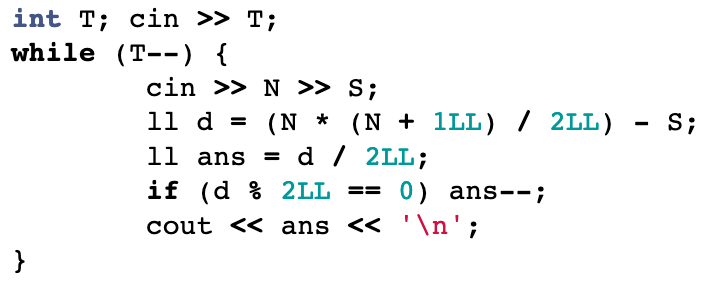 int T; cin >> T;
while (T--) {
cin >> N >> S;
ll d = (N * (N + 1LL) / 2LL) - S;
ll ans = d / 2LL;
if (d % 2LL == 0) ans--;
cout << ans << '\n';
}